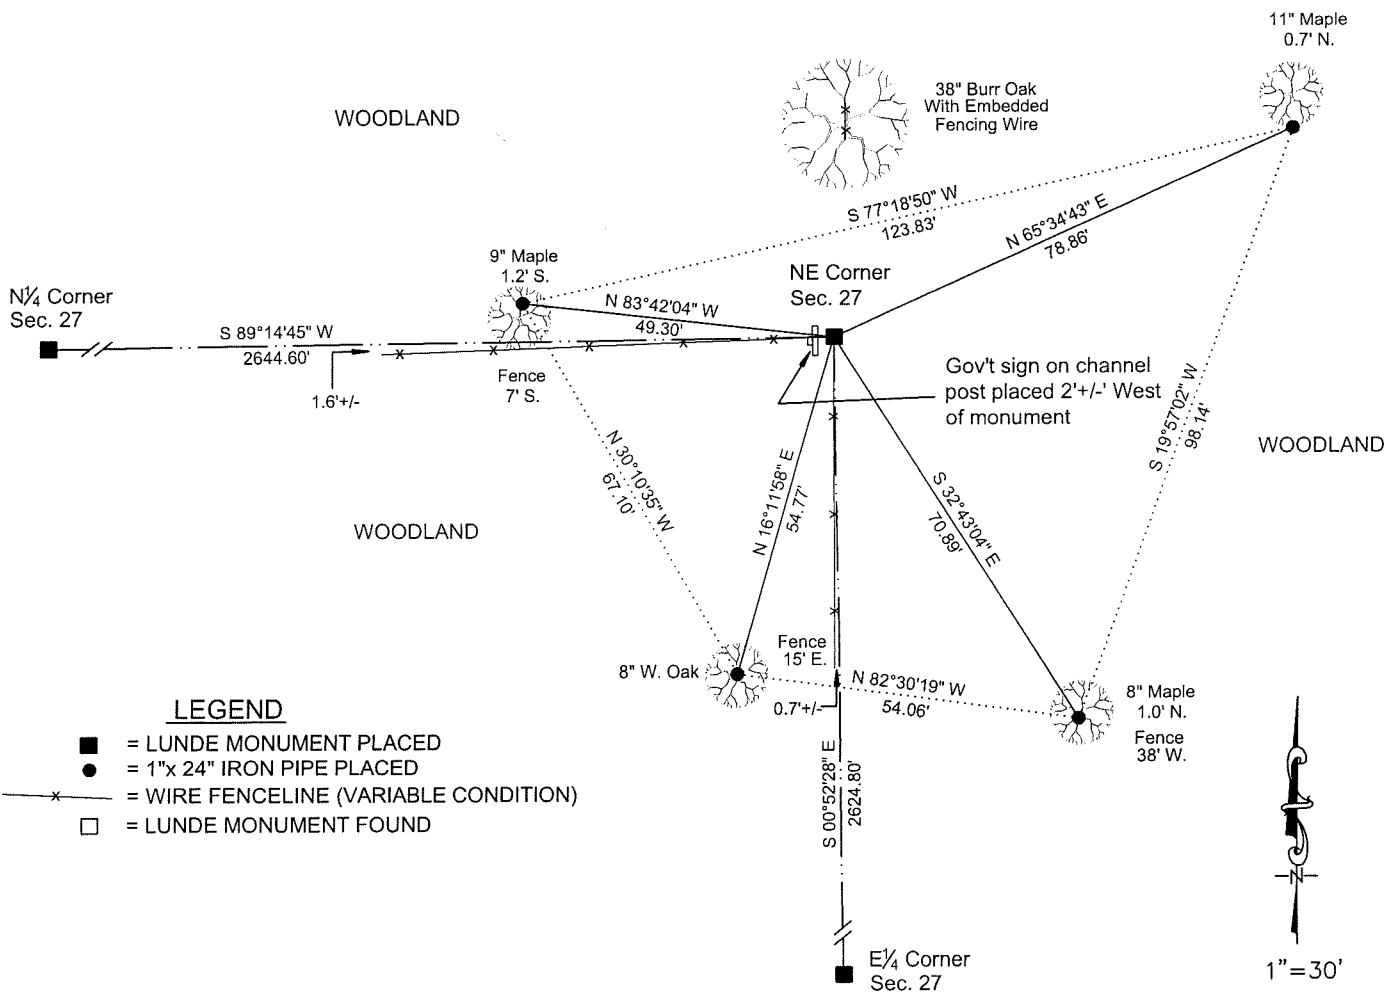 11" Maple
0.7' N.
38" Burr Oak
With Embedded
Fencing Wire
WOODLAND
S 77°18'50" W
123.83'
N 65°34'43" E
78.86'
9" Maple
1.2' S.
NE Corner
Sec. 27
N¼ Corner
Sec. 27
N 83°42'04" W
49.30'
S 89°14'45" W
2644.60'
Fence
7' S.
1.6'+/-
Gov't sign on channel
post placed 2'+/-' West
of monument
S 19°57'02" W
98.14'
WOODLAND
N 30°10'35" W
67.10'
N 16°11'58" E
54.77'
S 32°43'04" E
70.89'
WOODLAND
Fence
15' E.
8" W. Oak
N 82°30'19" W
54.06'
0.7'+/-
8" Maple
1.0' N.
Fence
38' W.
S 00°52'28" E
2624.80'
LEGEND
= LUNDE MONUMENT PLACED
= 1"x 24" IRON PIPE PLACED
x = WIRE FENCELINE (VARIABLE CONDITION)
= LUNDE MONUMENT FOUND
N
E¼ Corner
Sec. 27
1"=30'